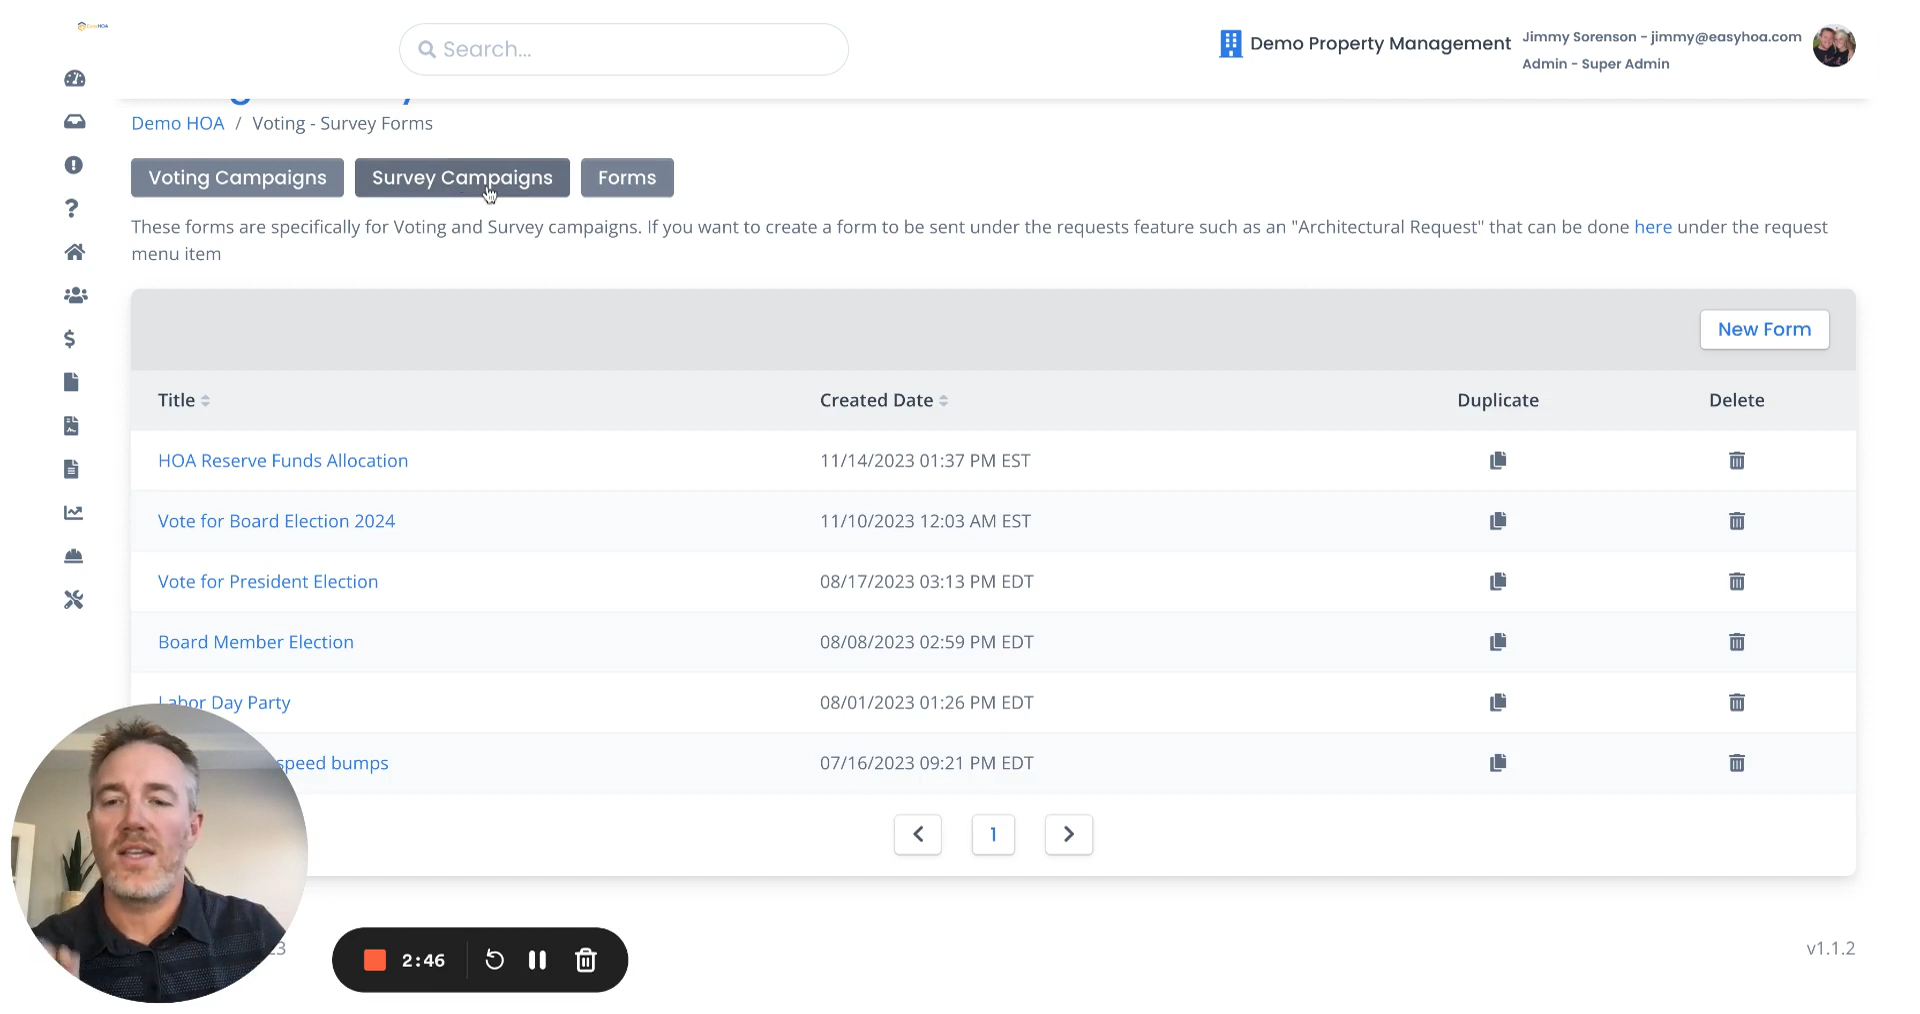 Search...
Demo Property Management
Jimmy Sorenson - jimmy@easyhoa.com
Admin - Super Admin
Demo HOA / Voting - Survey Forms
Voting Campaigns
Survey Campaigns
Forms
These forms are specifically for Voting and Survey campaigns. If you want to create a form to be sent under the requests feature such as an "Architectural Request" that can be done here under the request
menu item
New Form
Title
Created Date
Duplicate
Delete
HOA Reserve Funds Allocation
11/14/2023 01:37 PM EST
Vote for Board Election 2024
11/10/2023 12:03 AM EST
Vote for President Election
08/17/2023 03:13 PM EDT
Board Member Election
08/08/2023 02:59 PM EDT
Labor Day Party
08/01/2023 01:26 PM EDT
speed bumps
07/16/2023 09:21 PM EDT
1
2:46
v1.1.2